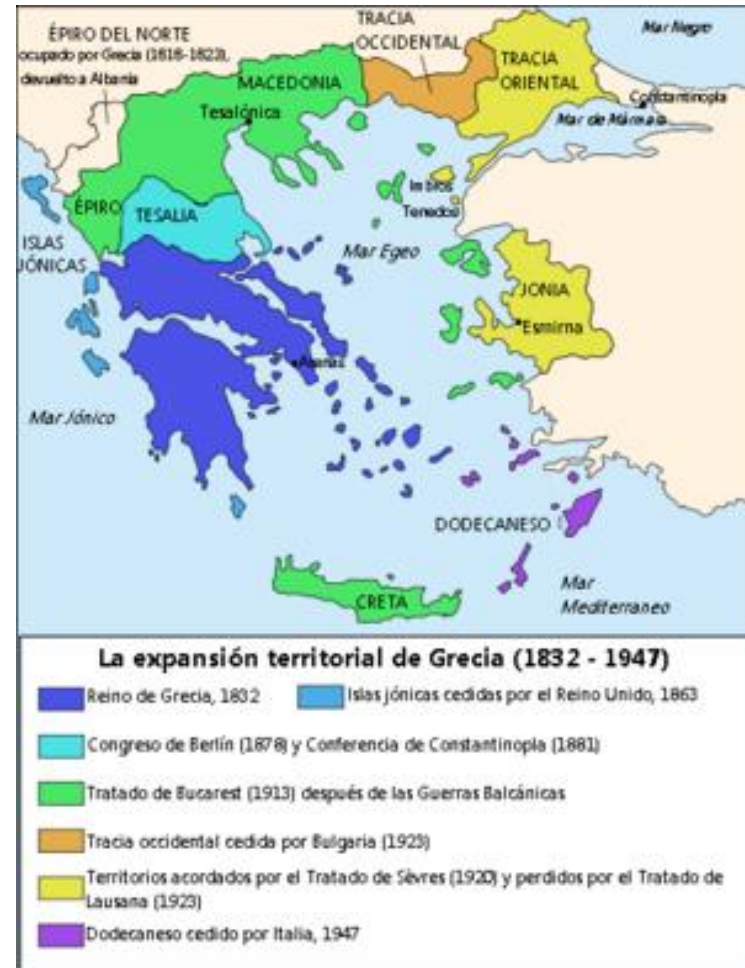 ÉPIRO DEL NORTE
ocupado por Grecia (1616-1623),
devuelto a Albania
TRACIA
OCCIDENTAL
Mar Negro
MACEDONIA
TRACIA
ORIENTAL
Constantinopla
Tesalónica
Mar de Mármara
Imbros
Tenedos
ÉPIRO
TESALIA
ISLAS
JÓNICAS
Mar Egeo
JONIA
Esmirna
Atenas
Mar Jónico
DODECANESO
CRETA
Mar
Mediterraneo
La expansión territorial de Grecia (1832 - 1947)
Reino de Grecia, 1832
Islas jónicas cedidas por el Reino Unido, 1863
Congreso de Berlín (1878) y Conferencia de Constantinopla (1881)
Tratado de Bucarest (1913) después de las Guerras Balcánicas
Tracia occidental cedida por Bulgaria (1923)
Territorios acordados por el Tratado de Sèvres (1920) y perdidos por el Tratado de
Lausana (1923)
Dodecaneso cedido por Italia, 1947